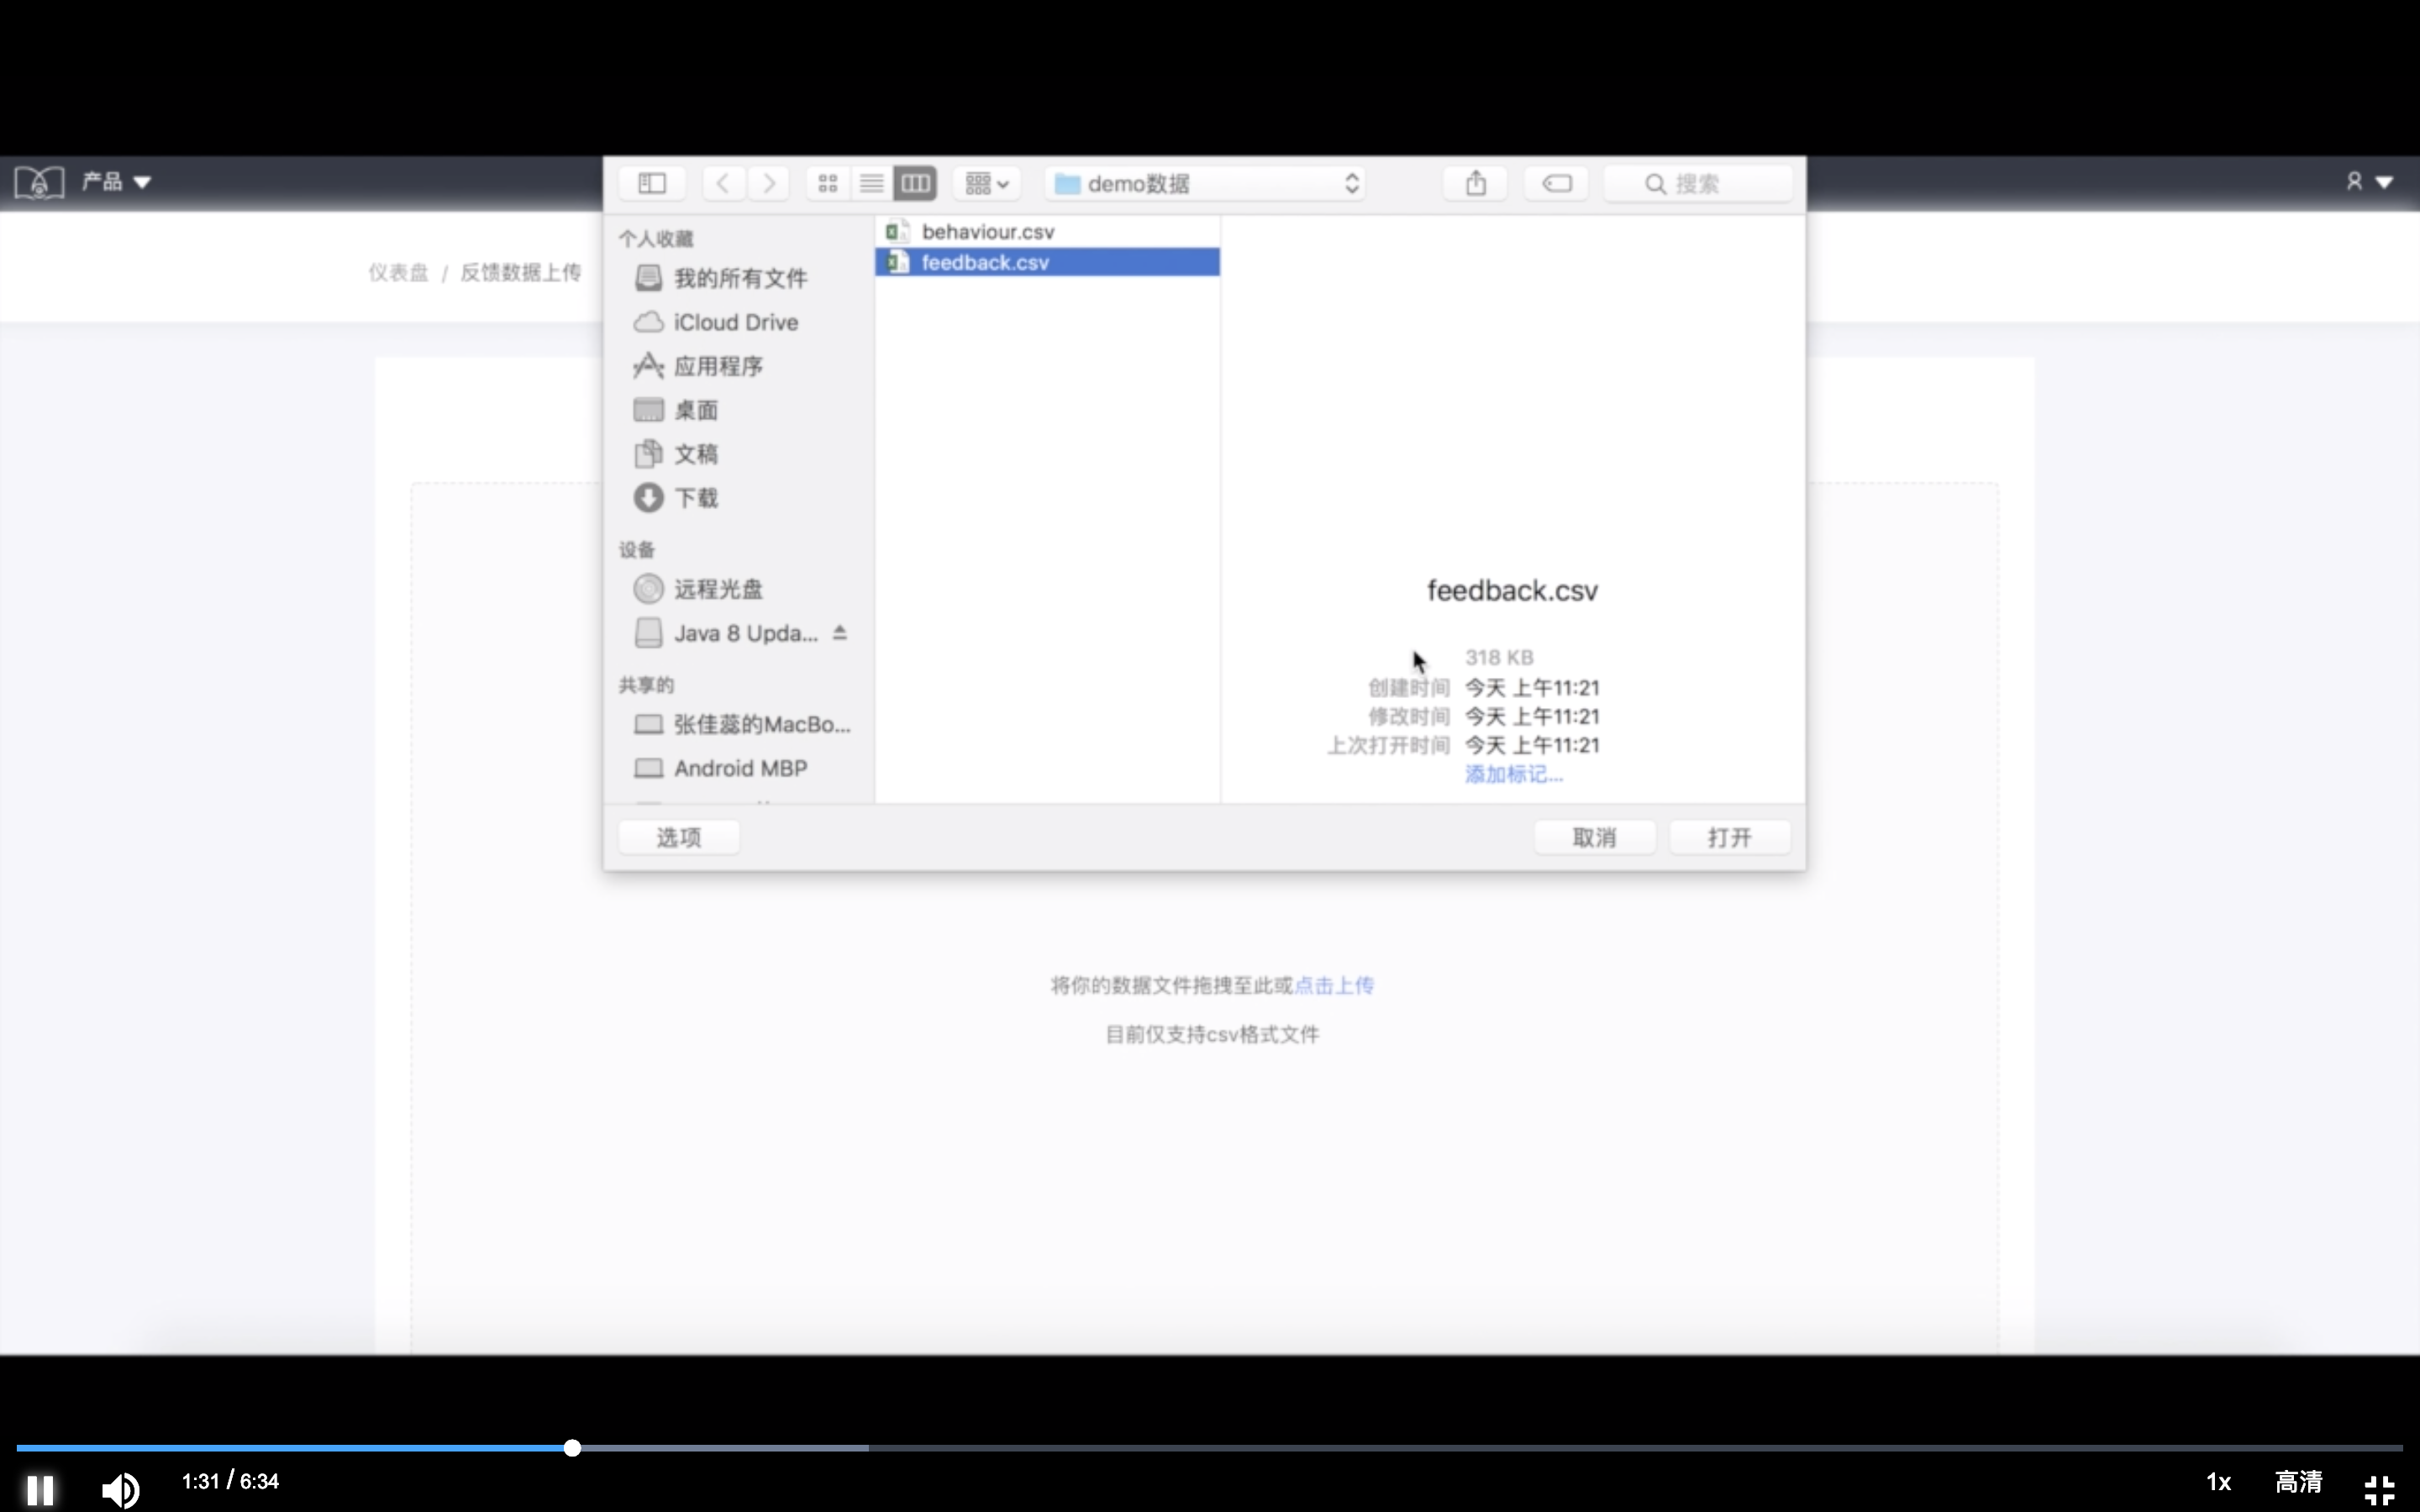 产品
demo数据
搜索
仪表盘 / 反馈数据上传
个人收藏
我的所有文件
iCloud Drive
应用程序
桌面
文稿
下载
设备
远程光盘
Java 8 Upda...
共享的
张佳蕊的MacBo...
Android MBP
behaviour.csv
feedback.csv
feedback.csv
318 KB
创建时间 今天 上午11:21
修改时间 今天 上午11:21
上次打开时间 今天 上午11:21
添加标记...
选项
取消
打开
将你的数据文件拖拽至此或点击上传
目前仅支持csv格式文件
1:31 / 6:34
1x
高清